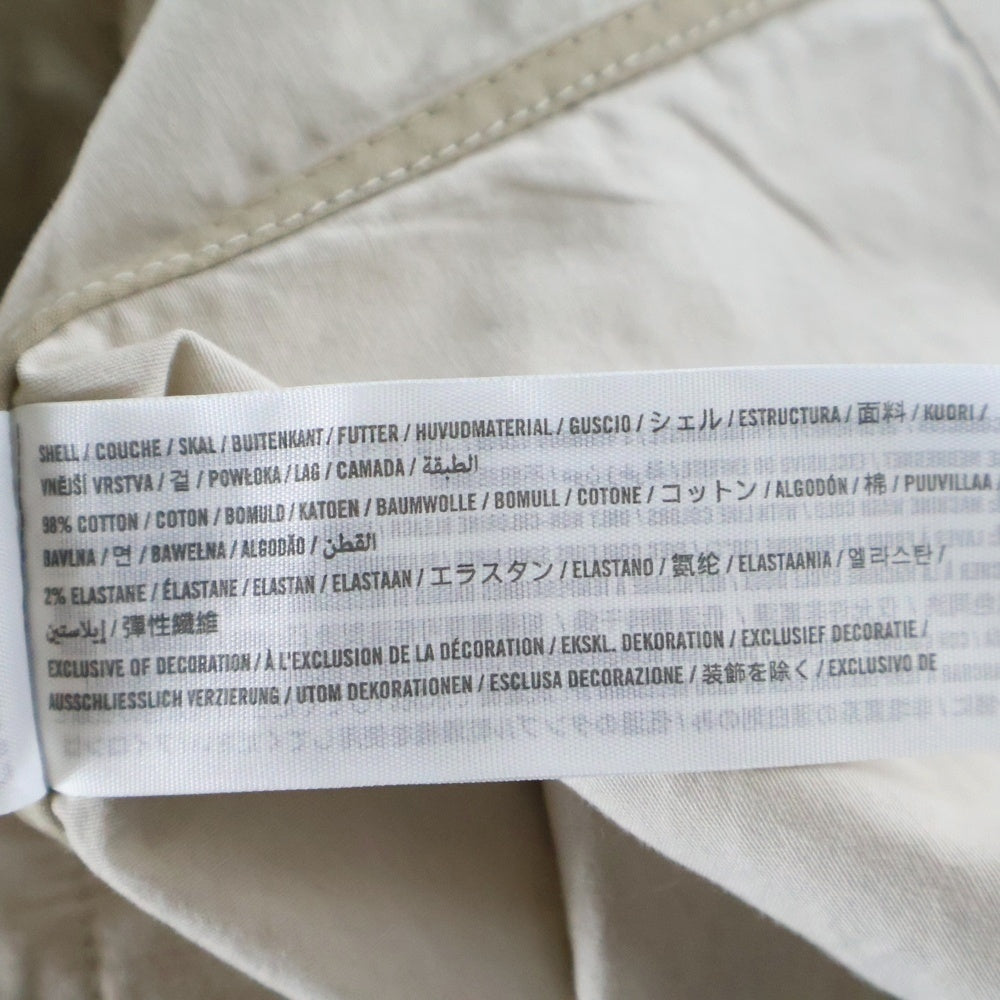 SHELL / COUCHE / SKAL / BUITENKANT / FUTTER / HUVUDMATERIAL / GUSCIO / シェル / ESTRUCTURA / 面料 / KUORI /
VNĚJŠÍ VRSTVA / 겉 / POWŁOKA / LAG / CAMADA / الطبقة
98% COTTON / COTON / BOMULD / KATOEN / BAUMWOLLE / BOMULL / COTONE / コットン / ALGODÓN / 棉 / PUUVILLAA /
BAVLNA / 면 / BAWEŁNA / ALGODÃO / القطن
2% ELASTANE / ÉLASTANE / ELASTAN / ELASTAAN / エラスタン / ELASTANO / 氨纶 / ELASTAANIA / 엘라스탄 /
إيلاستين / 彈性纖維
EXCLUSIVE OF DECORATION / À L'EXCLUSION DE LA DÉCORATION / EKSKL. DEKORATION / EXCLUSIEF DECORATIE /
AUSSCHLIESSLICH VERZIERUNG / UTOM DEKORATIONEN / ESCLUSA DECORAZIONE / 装飾を除く / EXCLUSIVO DE